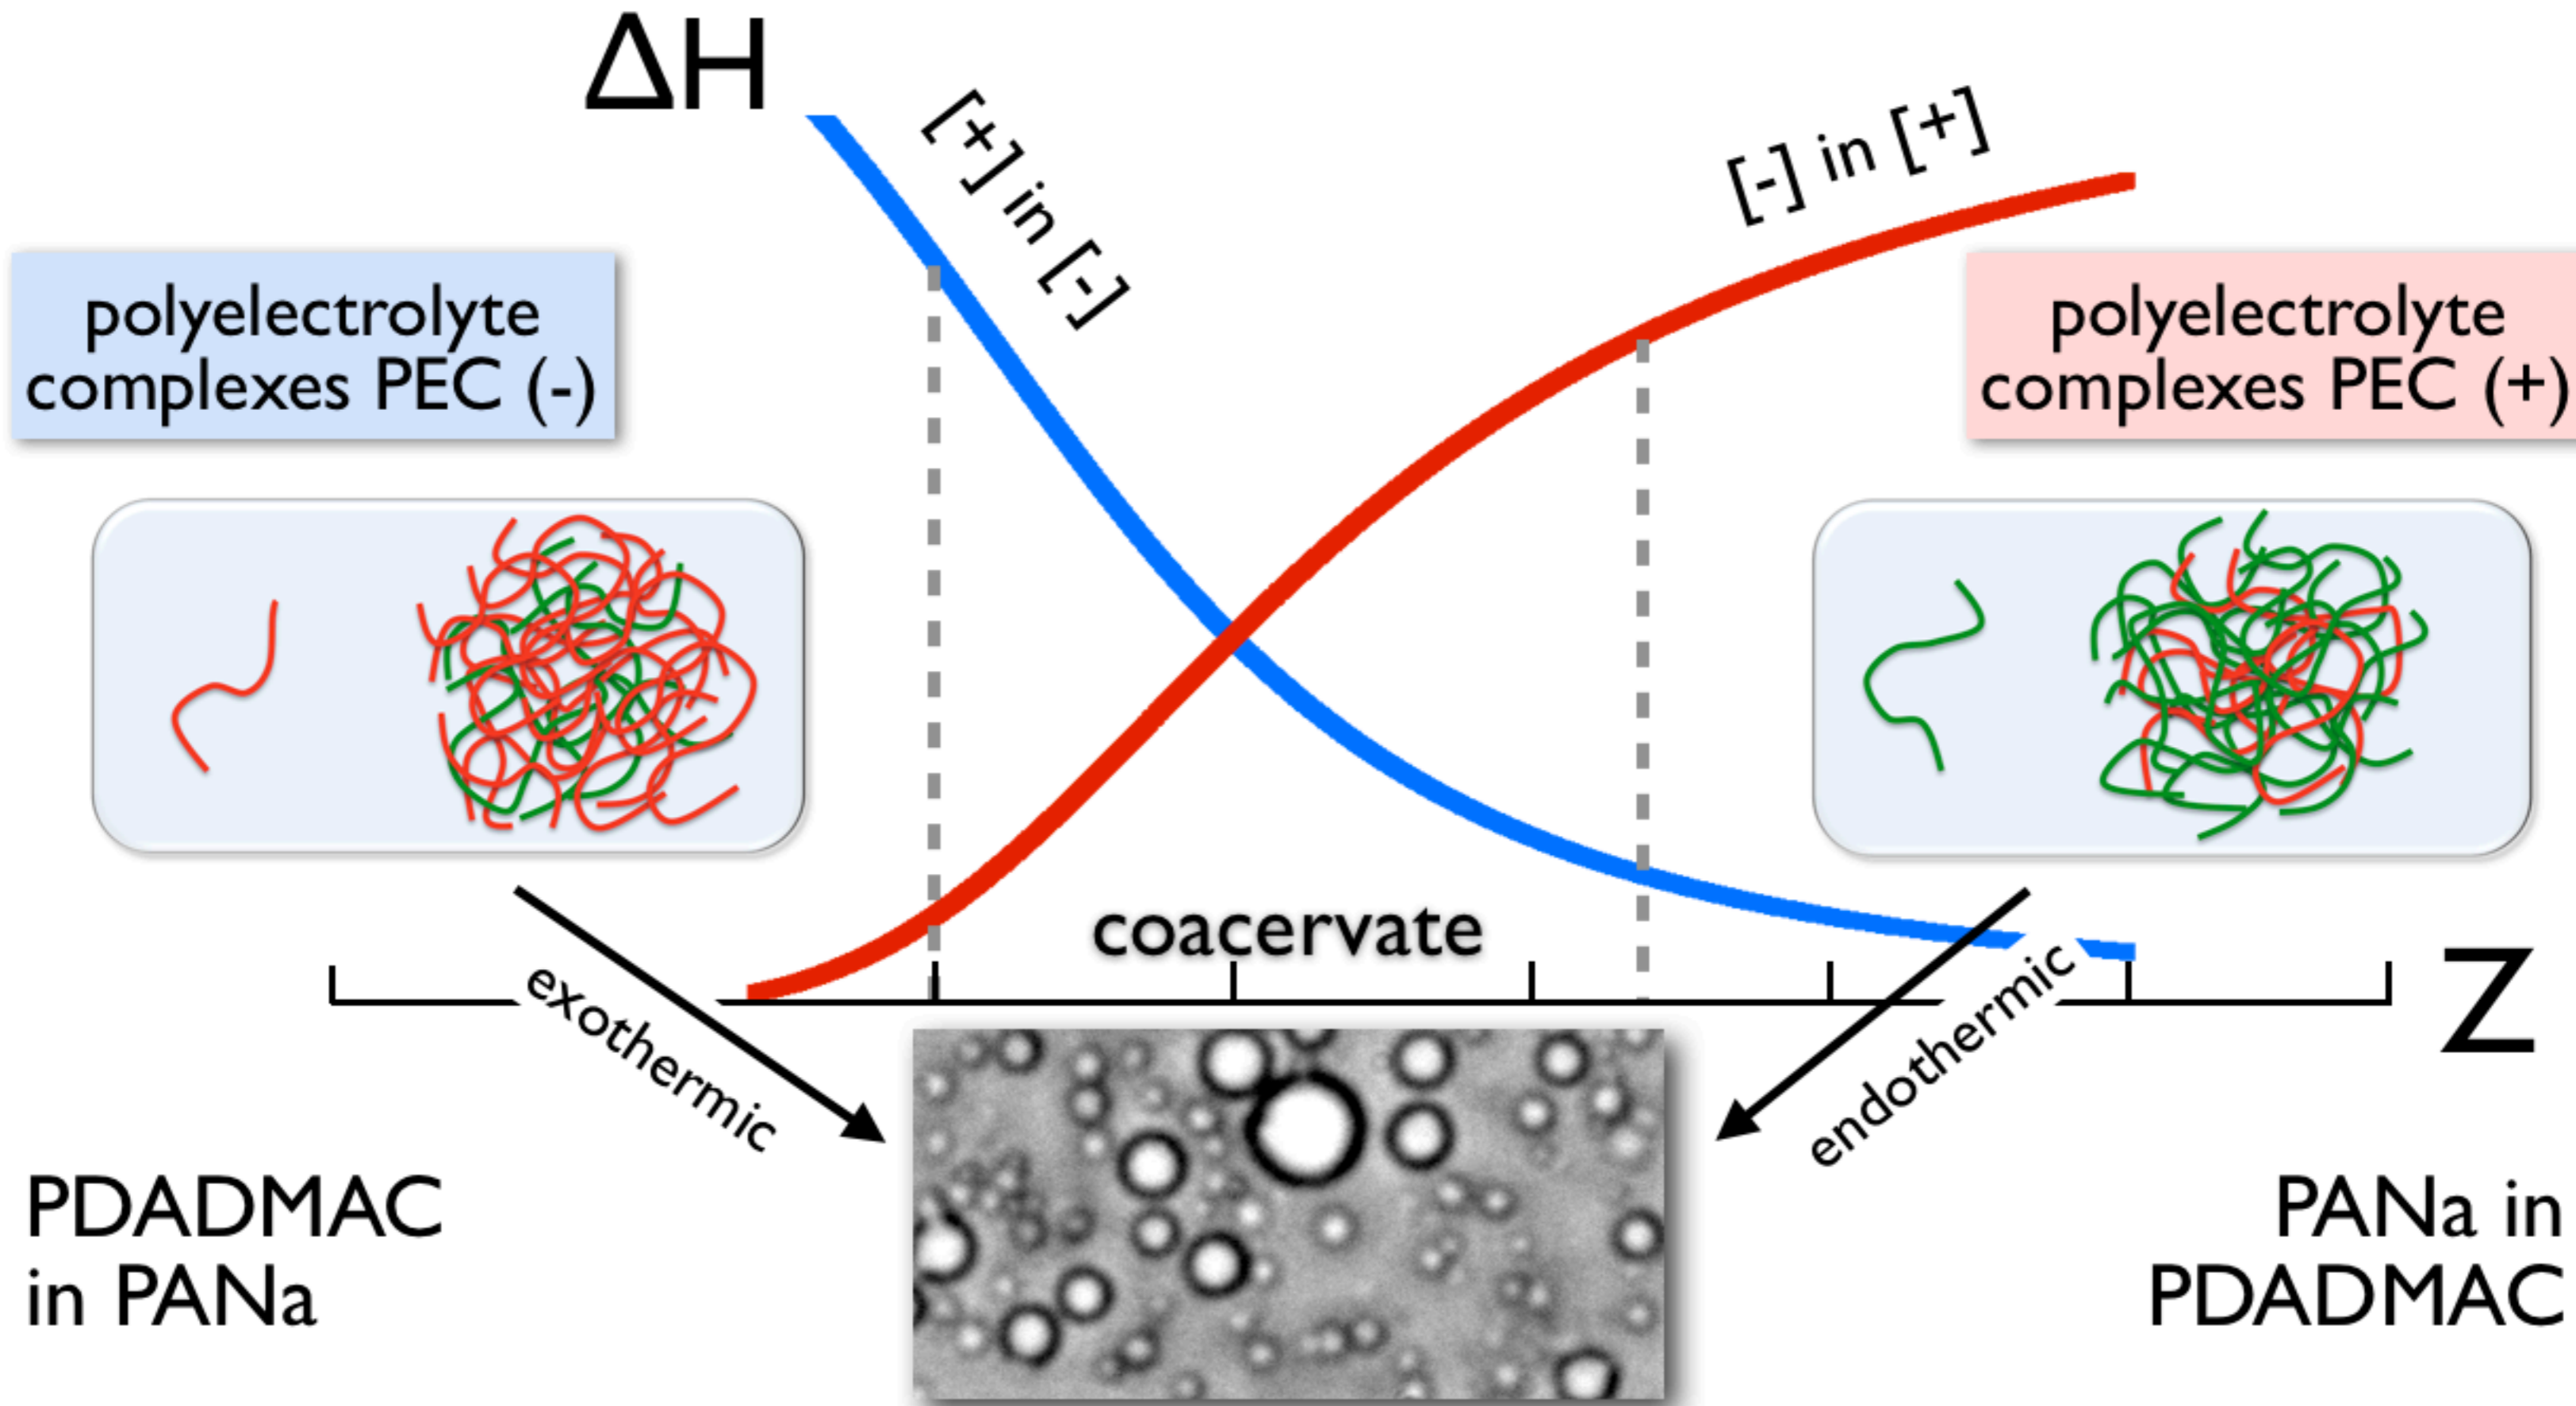 ΔH
[+] in [-]
[-] in [+]
polyelectrolyte
complexes PEC (-)
polyelectrolyte
complexes PEC (+)
coacervate
Z
exothermic
endothermic
PDADMAC
in PANa
PANa in
PDADMAC